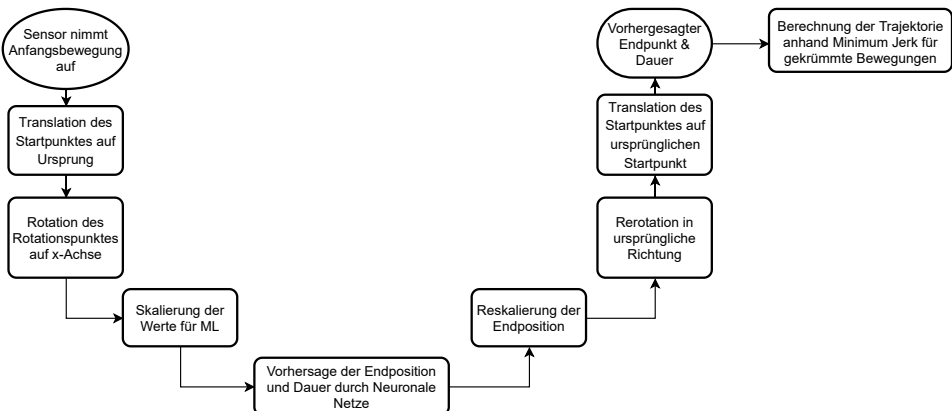 Sensor nimmt
Anfangsbewegung
auf
Translation des
Startpunktes auf
Ursprung
Rotation des
Rotationspunktes
auf x-Achse
Skalierung der
Werte für ML
Vorhersage der Endposition
und Dauer durch Neuronale
Netze
Reskalierung der
Endposition
Rerotation in
ursprüngliche
Richtung
Translation des
Startpunktes auf
ursprünglichen
Startpunkt
Vorhergesagter
Endpunkt &
Dauer
Berechnung der Trajektorie
anhand Minimum Jerk für
gekrümmte Bewegungen